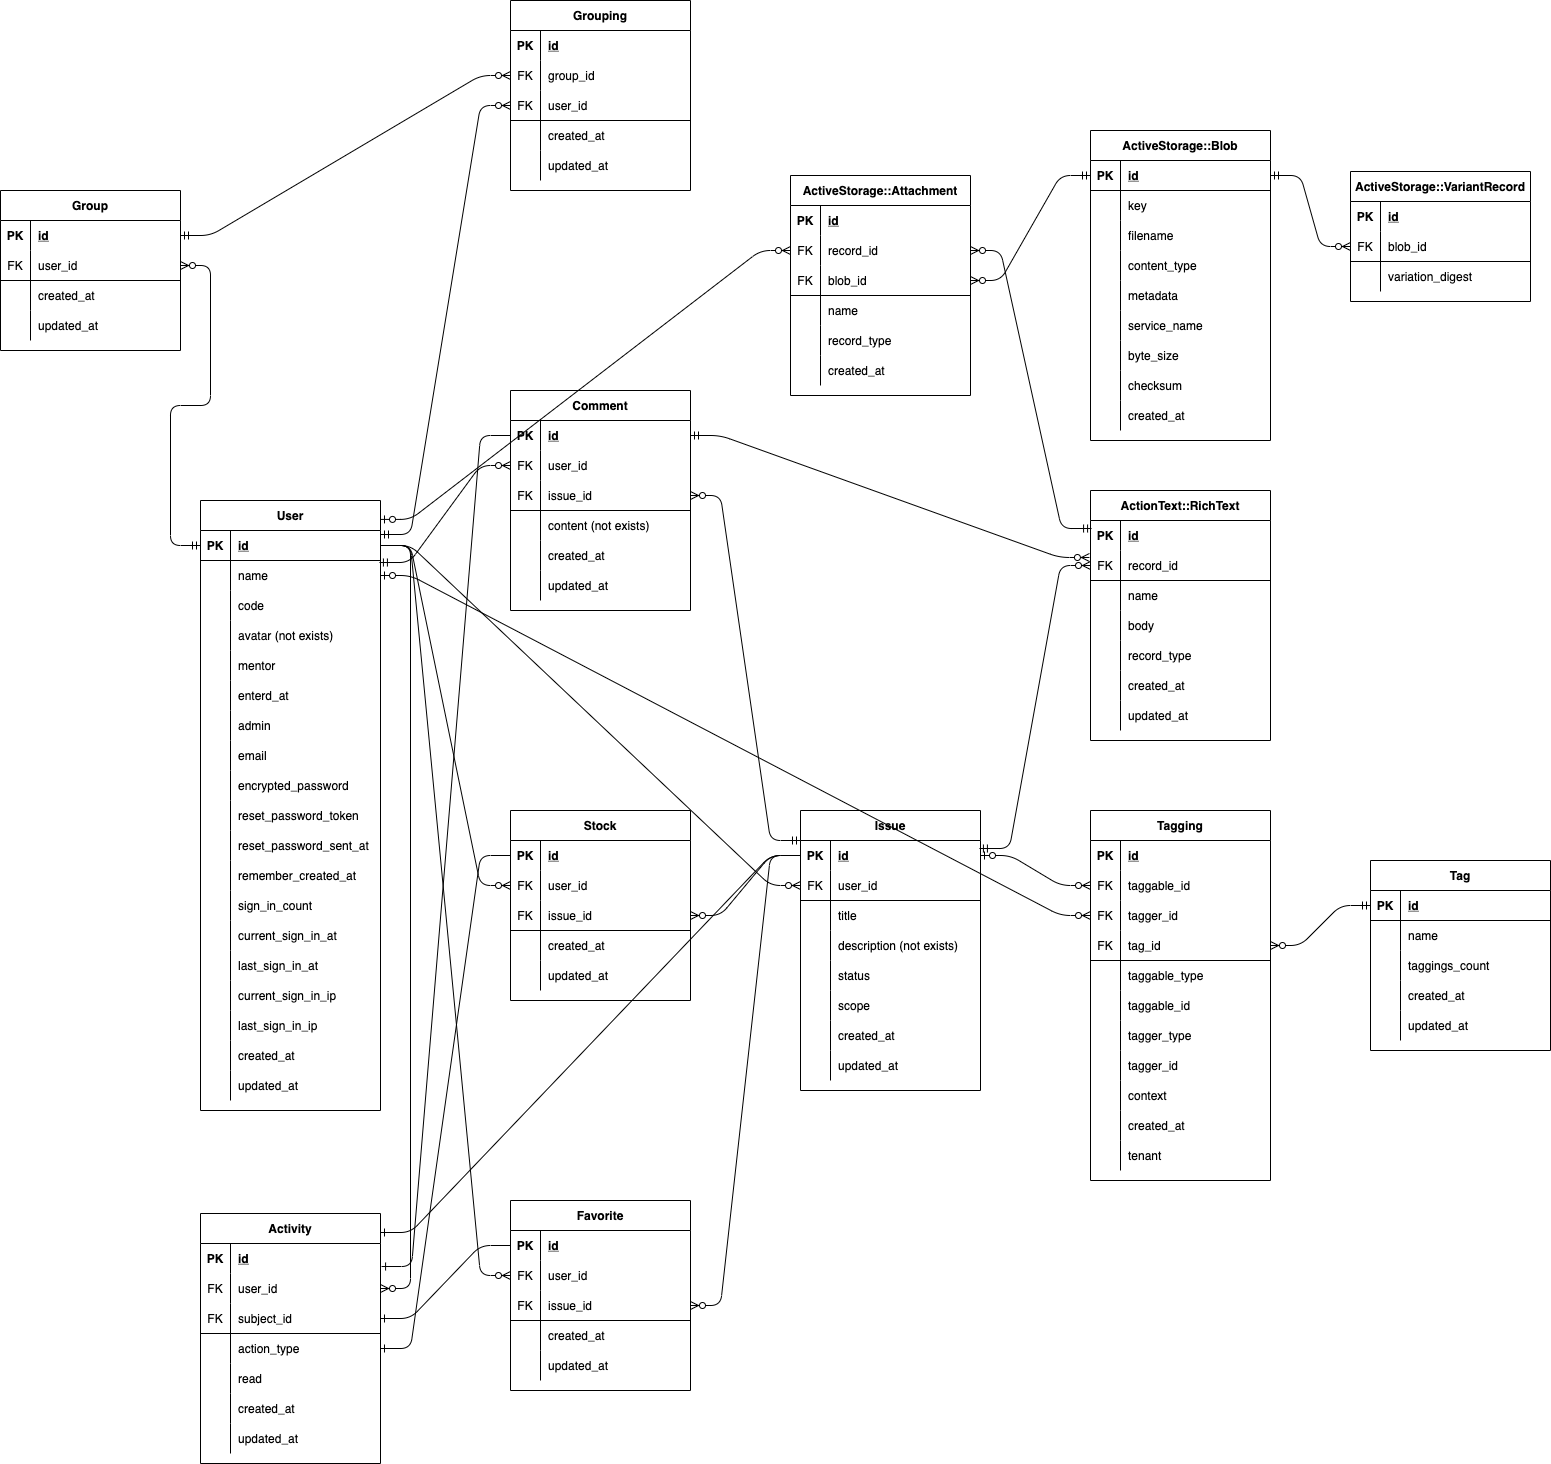 Grouping
PK id
FK group_id
FK user_id
created_at
updated_at
Group
PK id
FK user_id
created_at
updated_at
ActiveStorage::Attachment
PK id
FK record_id
FK blob_id
name
record_type
created_at
ActiveStorage::Blob
PK id
key
filename
content_type
metadata
service_name
byte_size
checksum
created_at
ActiveStorage::VariantRecord
PK id
FK blob_id
variation_digest
Comment
PK id
FK user_id
FK issue_id
content (not exists)
created_at
updated_at
User
PK id
name
code
avatar (not exists)
mentor
enterd_at
admin
email
encrypted_password
reset_password_token
reset_password_sent_at
remember_created_at
sign_in_count
current_sign_in_at
last_sign_in_at
current_sign_in_ip
last_sign_in_ip
created_at
updated_at
ActionText::RichText
PK id
FK record_id
name
body
record_type
created_at
updated_at
Stock
PK id
FK user_id
FK issue_id
created_at
updated_at
Issue
PK id
FK user_id
title
description (not exists)
status
scope
created_at
updated_at
Tagging
PK id
FK taggable_id
FK tagger_id
FK tag_id
taggable_type
taggable_id
tagger_type
tagger_id
context
created_at
tenant
Tag
PK id
name
taggings_count
created_at
updated_at
Activity
PK id
FK user_id
FK subject_id
action_type
read
created_at
updated_at
Favorite
PK id
FK user_id
FK issue_id
created_at
updated_at